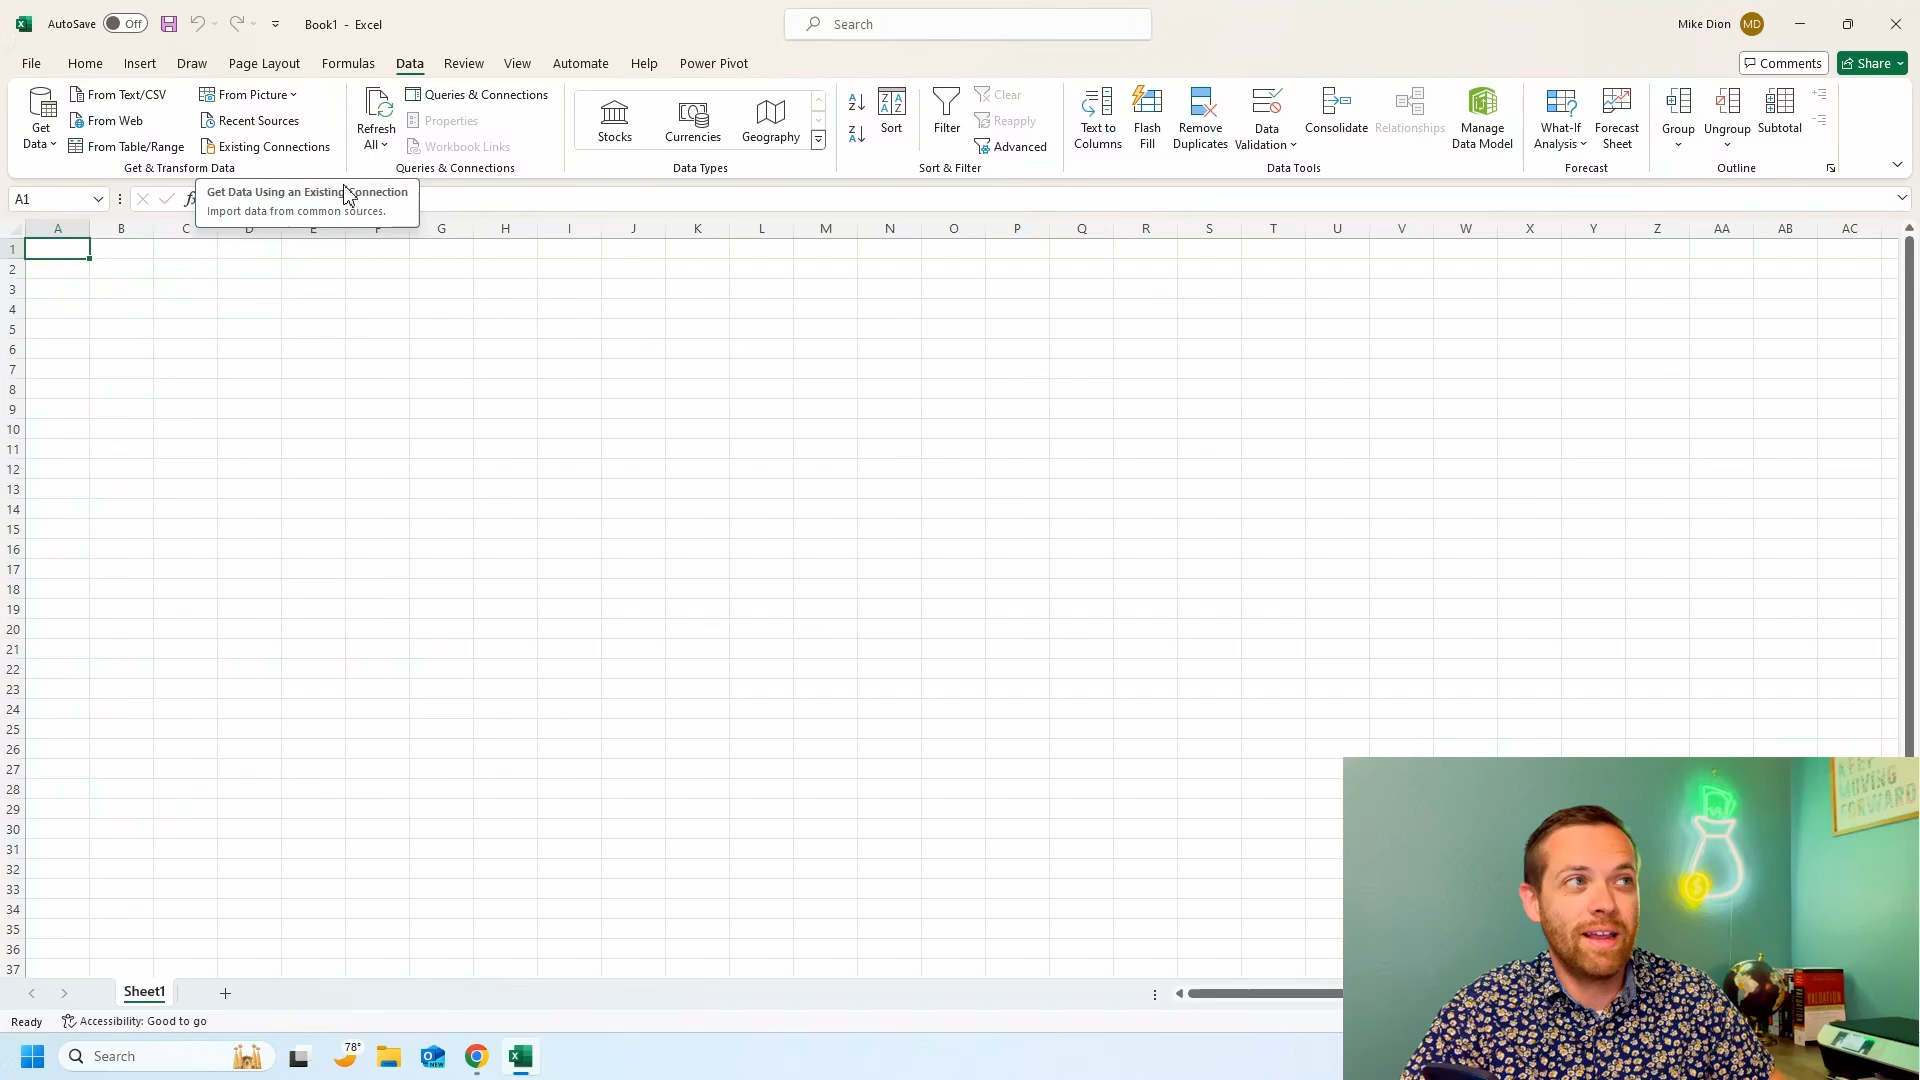 AutoSave Off Book1 - Excel Search Mike Dion MD
File Home Insert Draw Page Layout Formulas Data Review View Automate Help Power Pivot Comments Share
Get Data
From Text/CSV
From Web
From Table/Range
From Picture
Recent Sources
Existing Connections
Get & Transform Data
Refresh All
Queries & Connections
Properties
Workbook Links
Queries & Connections
Stocks Currencies Geography
Data Types
Sort
Filter
Clear
Reapply
Advanced
Sort & Filter
Text to Columns
Flash Fill
Remove Duplicates
Data Validation
Consolidate
Relationships
Manage Data Model
Data Tools
What-If Analysis
Forecast Sheet
Forecast
Group
Ungroup
Subtotal
Outline
A1
Get Data Using an Existing Connection
Import data from common sources.
A B C D E F G H I J K L M N O P Q R S T U V W X Y Z AA AB AC
1
2
3
4
5
6
7
8
9
10
11
12
13
14
15
16
17
18
19
20
21
22
23
24
25
26
27
28
29
30
31
32
33
34
35
36
37
KEEP
MOVING
FORWARD
VALUATION
Sheet1
Ready Accessibility: Good to go
Search 78°